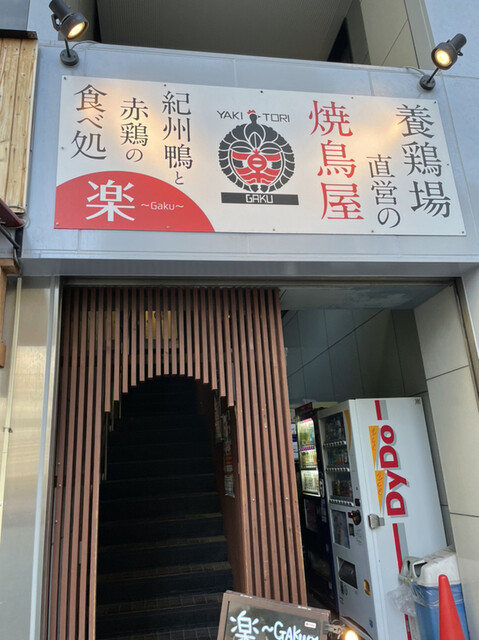 養鶏場
直営の
焼鳥屋
YAKI TORI
GAKU
紀州鴨と
赤鶏の
食べ処
楽 ～Gaku～
DyDo
楽 ～GAKU～